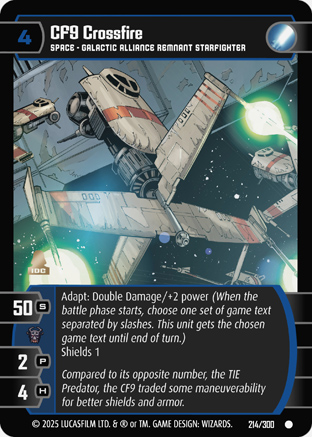 4
CF9 Crossfire
SPACE - GALACTIC ALLIANCE REMNANT STARFIGHTER
IDC
50 S
2 P
4 H
Adapt: Double Damage/+2 power (When the
battle phase starts, choose one set of game text
separated by slashes. This unit gets the chosen
game text until end of turn.)
Shields 1
Compared to its opposite number, the TIE
Predator, the CF9 traded some maneuverability
for better shields and armor.
© 2025 LUCASFILM LTD. & ® or TM. GAME DESIGN: WIZARDS.
214/300